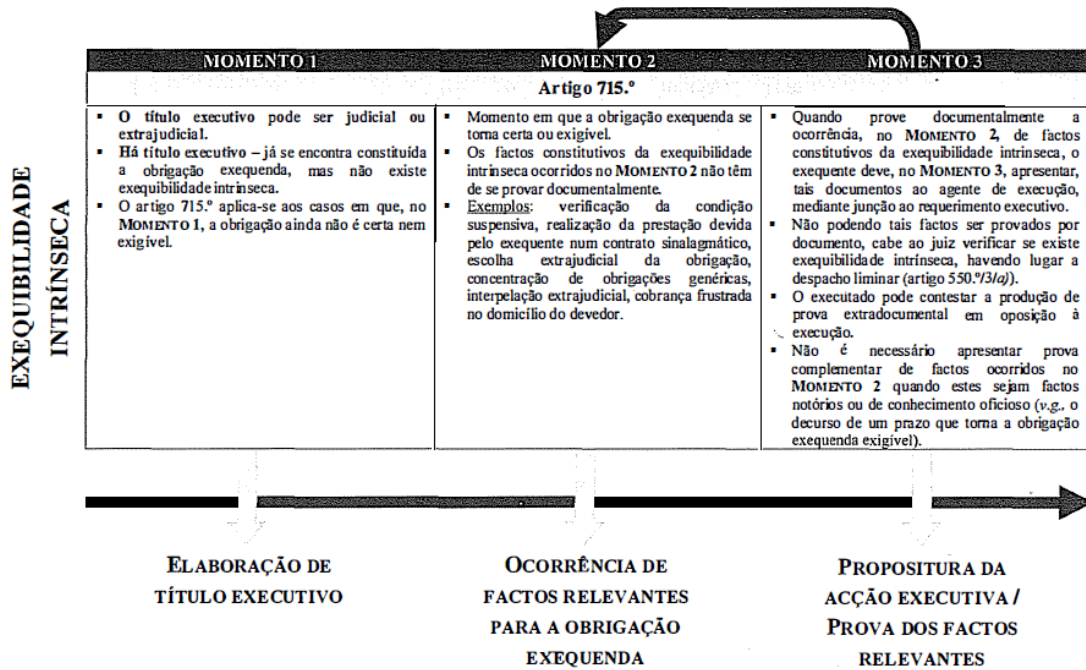 MOMENTO 1
MOMENTO 2
MOMENTO 3
Artigo 715.º
EXEQUIBILIDADE
INTRÍNSECA
▪ O título executivo pode ser judicial ou
extrajudicial.
▪ Há título executivo – já se encontra constituída
a obrigação exequenda, mas não existe
exequibilidade intrínseca.
▪ O artigo 715.º aplica-se aos casos em que, no
MOMENTO 1, a obrigação ainda não é certa nem
exigível.
▪ Momento em que a obrigação exequenda se
torna certa ou exigível.
▪ Os factos constitutivos da exequibilidade
intrínseca ocorridos no MOMENTO 2 não têm
de se provar documentalmente.
▪ Exemplos: verificação da condição
suspensiva, realização da prestação devida
pelo exequente num contrato sinalagmático,
escolha extrajudicial da obrigação,
concentração de obrigações genéricas,
interpelação extrajudicial, cobrança frustrada
no domicílio do devedor.
▪ Quando prove documentalmente a
ocorrência, no MOMENTO 2, de factos
constitutivos da exequibilidade intrínseca, o
exequente deve, no MOMENTO 3, apresentar,
tais documentos ao agente de execução,
mediante junção ao requerimento executivo.
▪ Não podendo tais factos ser provados por
documento, cabe ao juiz verificar se existe
exequibilidade intrínseca, havendo lugar a
despacho liminar (artigo 550.º/3/a)).
▪ O executado pode contestar a produção de
prova extradocumental em oposição à
execução.
▪ Não é necessário apresentar prova
complementar de factos ocorridos no
MOMENTO 2 quando estes sejam factos
notórios ou de conhecimento oficioso (v.g., o
decurso de um prazo que torna a obrigação
exequenda exigível).
ELABORAÇÃO DE
TÍTULO EXECUTIVO
OCORRÊNCIA DE
FACTOS RELEVANTES
PARA A OBRIGAÇÃO
EXEQUENDA
PROPOSITURA DA
ACÇÃO EXECUTIVA /
PROVA DOS FACTOS
RELEVANTES